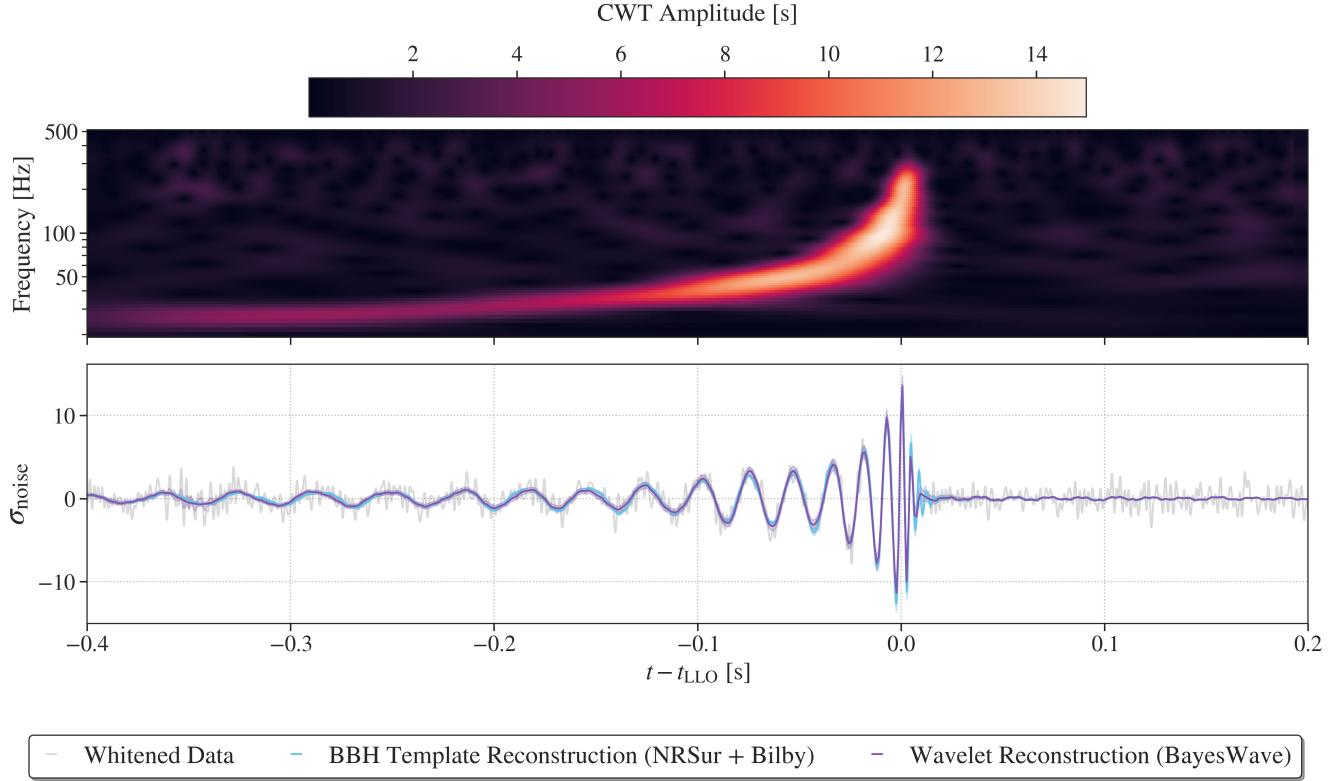 CWT Amplitude [s]
2 4 6 8 10 12 14
500
100
50
Frequency [Hz]
10
0
−10
σnoise
−0.4 −0.3 −0.2 −0.1 0.0 0.1 0.2
t − tLLO [s]
Whitened Data BBH Template Reconstruction (NRSur + Bilby) Wavelet Reconstruction (BayesWave)